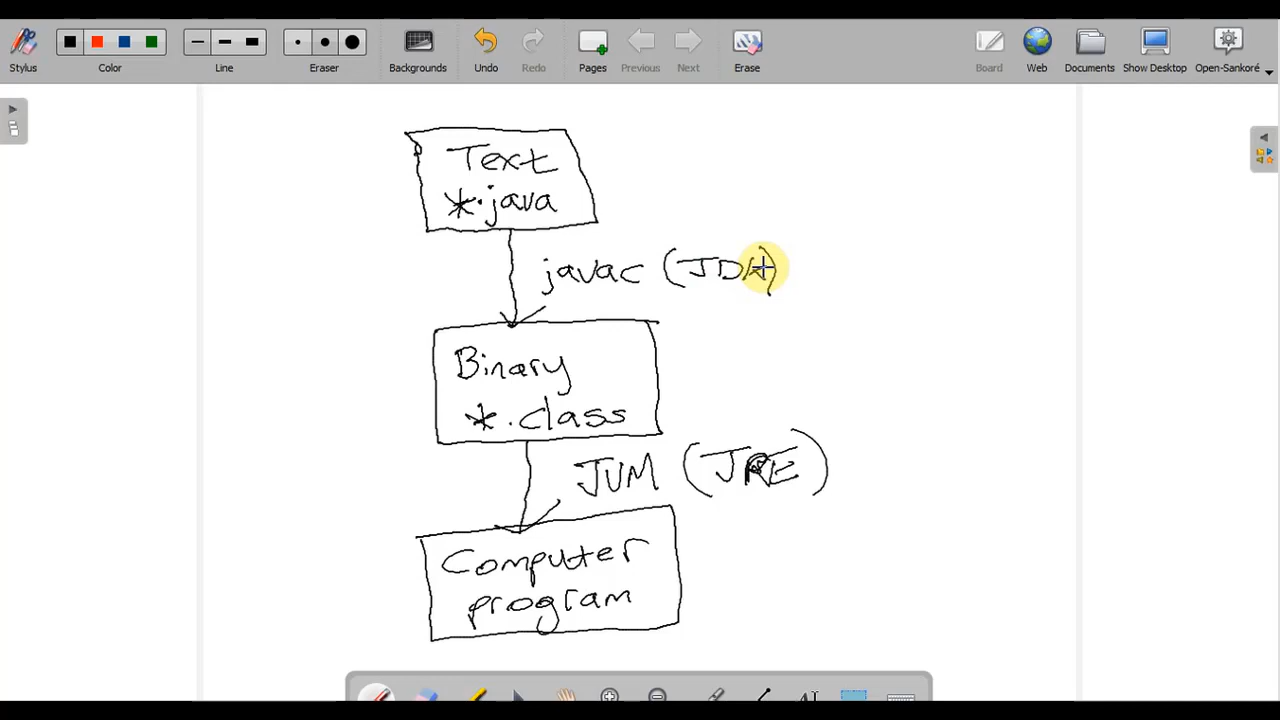 Stylus
Color
Line
Eraser
Backgrounds
Undo
Redo
Pages
Previous
Next
Erase
Board
Web
Documents
Show Desktop
Open-Sankoré
Text
*.java
javac (JDK)
Binary
*.class
JVM (JRE)
Computer
program